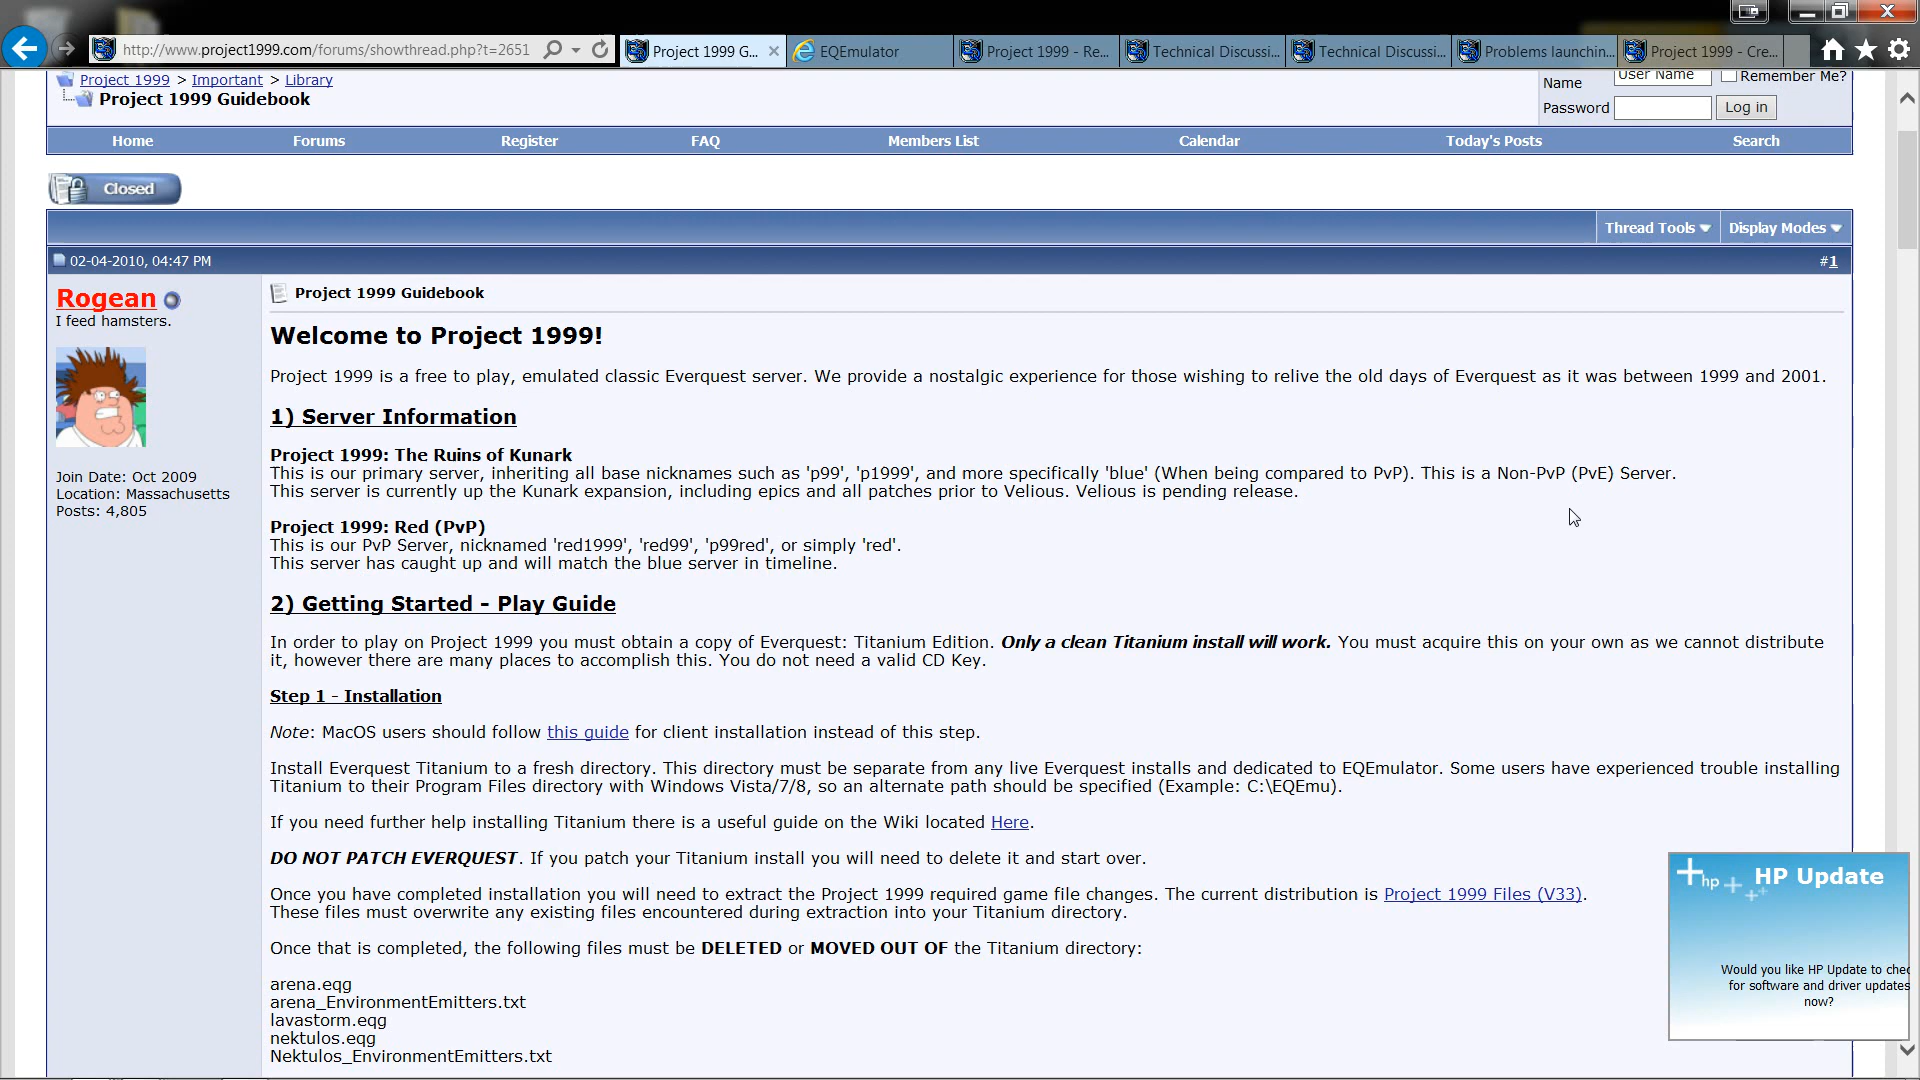 http://www.project1999.com/forums/showthread.php?t=2651
Project 1999 G...
EQEmulator
Project 1999 - Re...
Technical Discussi...
Technical Discussi...
Problems launchin...
Project 1999 - Cre...
Project 1999 > Important > Library
Project 1999 Guidebook
Name
User Name
Remember Me?
Password
Log in
Home
Forums
Register
FAQ
Members List
Calendar
Today's Posts
Search
Closed
Thread Tools
Display Modes
02-04-2010, 04:47 PM
#1
Rogean
I feed hamsters.
Join Date: Oct 2009
Location: Massachusetts
Posts: 4,805
Project 1999 Guidebook
Welcome to Project 1999!
Project 1999 is a free to play, emulated classic Everquest server. We provide a nostalgic experience for those wishing to relive the old days of Everquest as it was between 1999 and 2001.
1) Server Information
Project 1999: The Ruins of Kunark
This is our primary server, inheriting all base nicknames such as 'p99', 'p1999', and more specifically 'blue' (When being compared to PvP). This is a Non-PvP (PvE) Server.
This server is currently up the Kunark expansion, including epics and all patches prior to Velious. Velious is pending release.
Project 1999: Red (PvP)
This is our PvP Server, nicknamed 'red1999', 'red99', 'p99red', or simply 'red'.
This server has caught up and will match the blue server in timeline.
2) Getting Started - Play Guide
In order to play on Project 1999 you must obtain a copy of Everquest: Titanium Edition. Only a clean Titanium install will work. You must acquire this on your own as we cannot distribute
it, however there are many places to accomplish this. You do not need a valid CD Key.
Step 1 - Installation
Note: MacOS users should follow this guide for client installation instead of this step.
Install Everquest Titanium to a fresh directory. This directory must be separate from any live Everquest installs and dedicated to EQEmulator. Some users have experienced trouble installing
Titanium to their Program Files directory with Windows Vista/7/8, so an alternate path should be specified (Example: C:\EQEmu).
If you need further help installing Titanium there is a useful guide on the Wiki located Here.
DO NOT PATCH EVERQUEST. If you patch your Titanium install you will need to delete it and start over.
Once you have completed installation you will need to extract the Project 1999 required game file changes. The current distribution is Project 1999 Files (V33).
These files must overwrite any existing files encountered during extraction into your Titanium directory.
Once that is completed, the following files must be DELETED or MOVED OUT OF the Titanium directory:
arena.eqg
arena_EnvironmentEmitters.txt
lavastorm.eqg
nektulos.eqg
Nektulos_EnvironmentEmitters.txt
hp
HP Update
Would you like HP Update to chec
for software and driver updates
now?